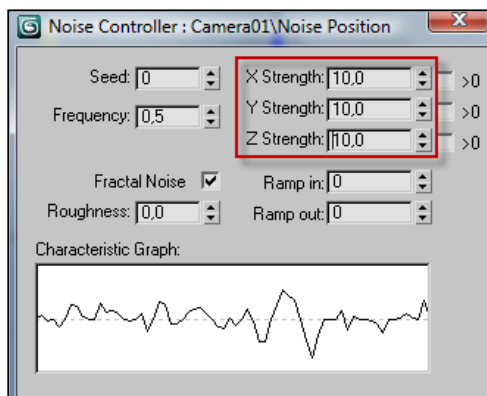 Noise Controller : Camera01\Noise Position
Seed: 0
X Strength: 10,0 >0
Frequency: 0,5
Y Strength: 10,0 >0
Z Strength: 10,0 >0
Fractal Noise
Ramp in: 0
Roughness: 0,0
Ramp out: 0
Characteristic Graph: